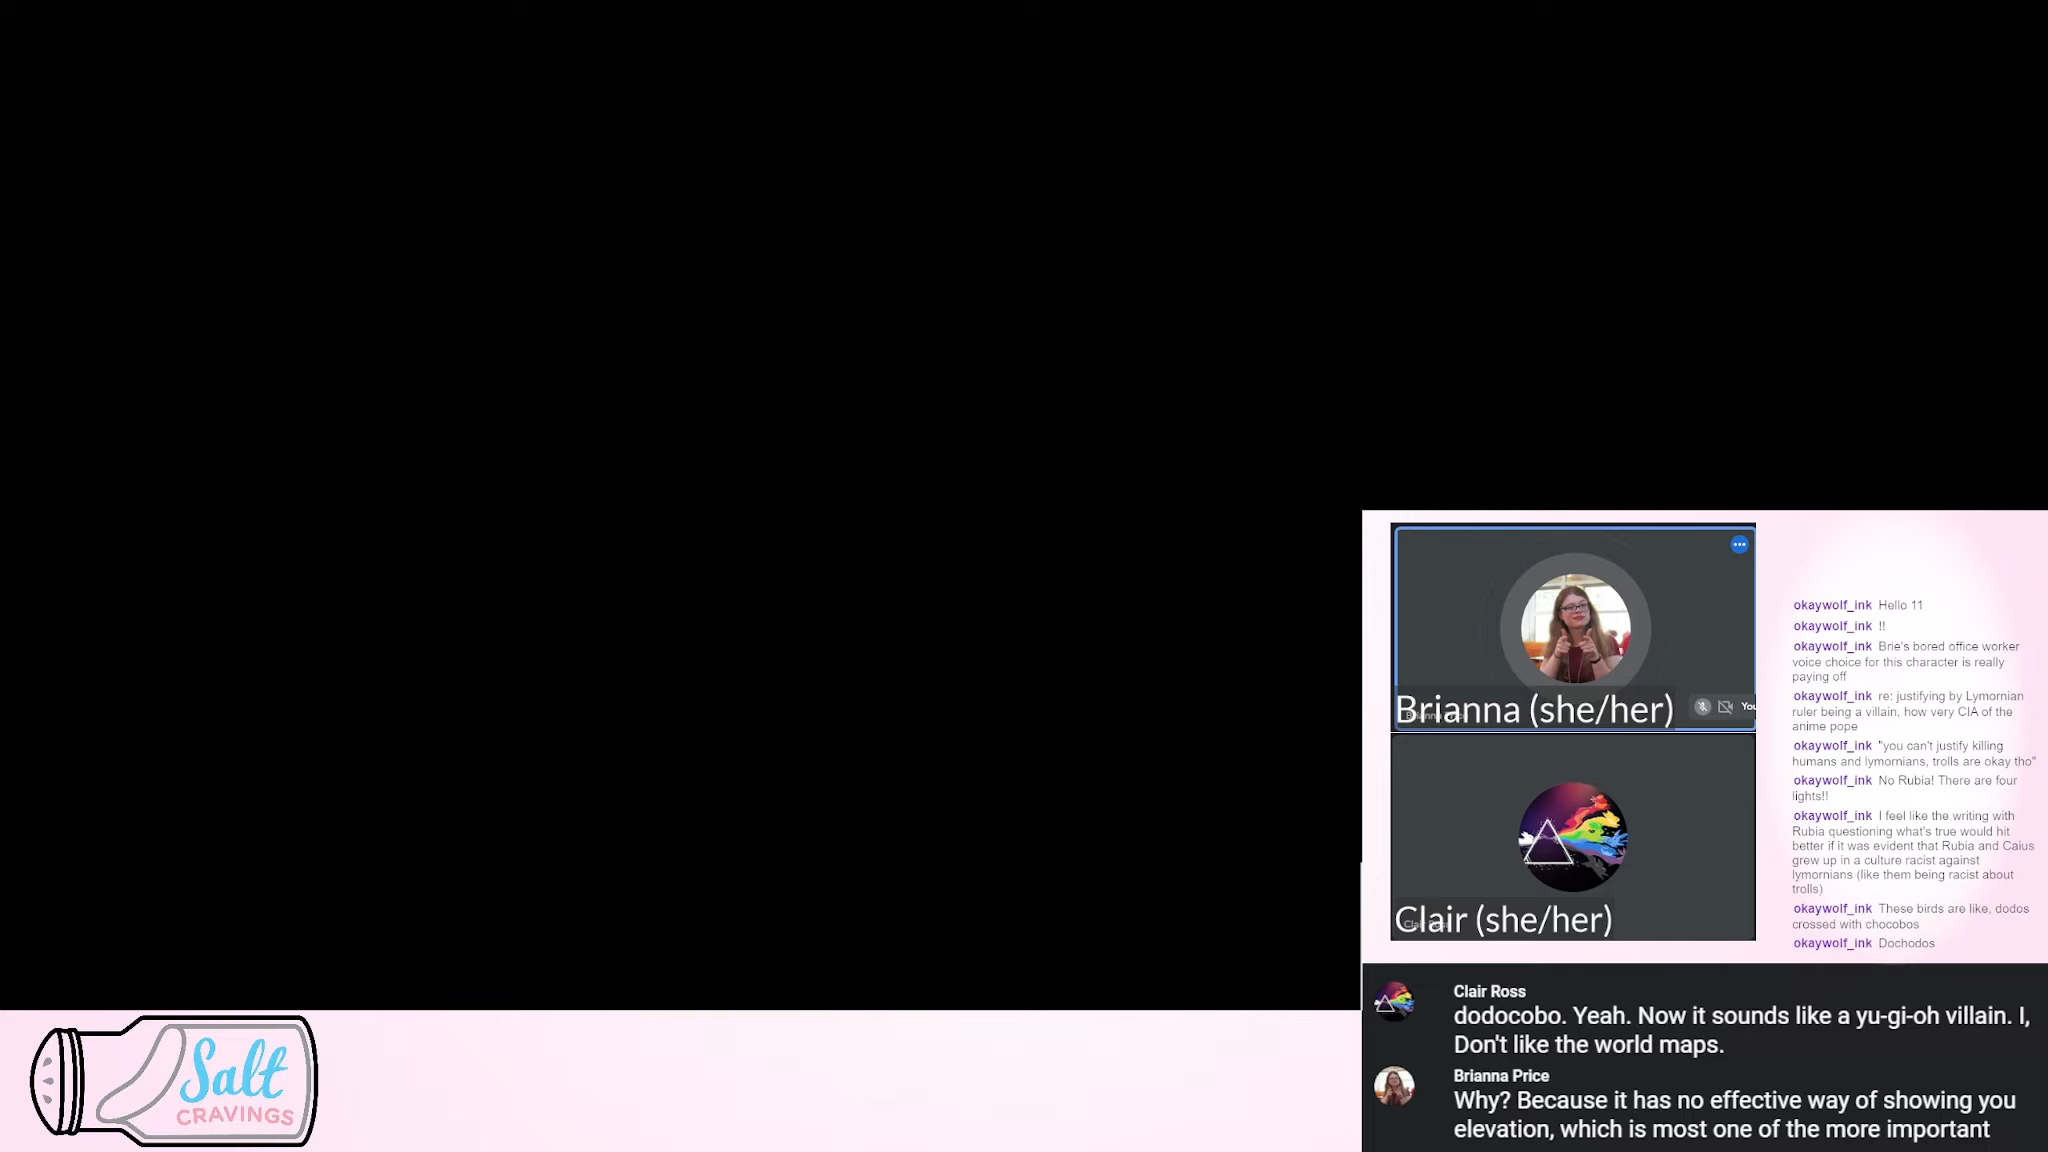 Brianna (she/her)
You
Clair (she/her)
okaywolf_ink Hello 11
okaywolf_ink !!
okaywolf_ink Brie's bored office worker
voice choice for this character is really
paying off
okaywolf_ink re: justifying by Lymornian
ruler being a villain, how very CIA of the
anime pope
okaywolf_ink "you can't justify killing
humans and lymornians, trolls are okay tho"
okaywolf_ink No Rubia! There are four
lights!!
okaywolf_ink I feel like the writing with
Rubia questioning what's true would hit
better if it was evident that Rubia and Caius
grew up in a culture racist against
lymornians (like them being racist about
trolls)
okaywolf_ink These birds are like, dodos
crossed with chocobos
okaywolf_ink Dochodos
Clair Ross
dodocobo. Yeah. Now it sounds like a yu-gi-oh villain. I,
Don't like the world maps.
Brianna Price
Why? Because it has no effective way of showing you
elevation, which is most one of the more important
Salt
CRAVINGS